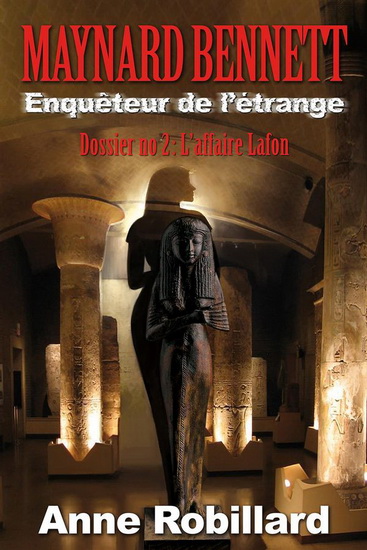 MAYNARD BENNETT
Enquêteur de l'étrange
Dossier no 2 : L'affaire Lafon
Anne Robillard